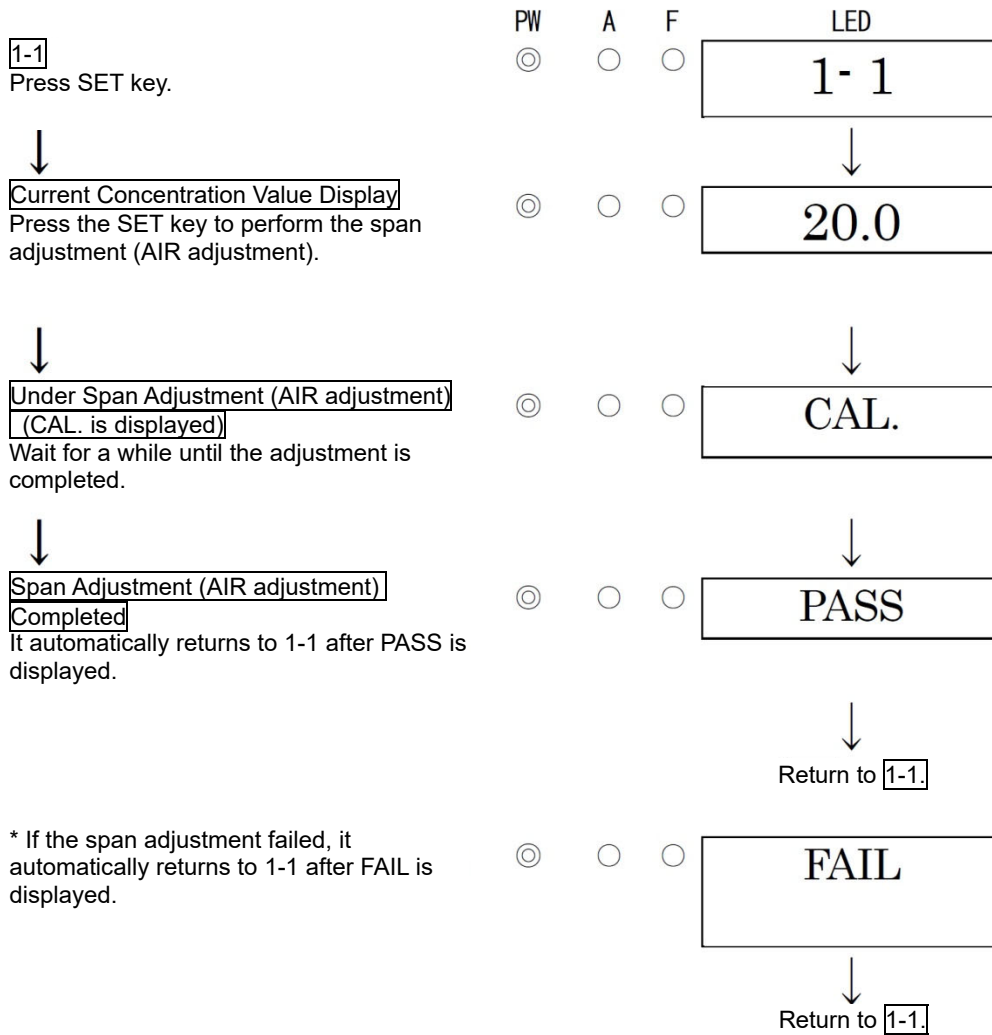 PW A F LED
1-1
Press SET key.
1- 1
Current Concentration Value Display
Press the SET key to perform the span
adjustment (AIR adjustment).
20.0
Under Span Adjustment (AIR adjustment)
(CAL. is displayed)
Wait for a while until the adjustment is
completed.
CAL.
Span Adjustment (AIR adjustment)
Completed
It automatically returns to 1-1 after PASS is
displayed.
PASS
Return to 1-1.
* If the span adjustment failed, it
automatically returns to 1-1 after FAIL is
displayed.
FAIL
Return to 1-1.